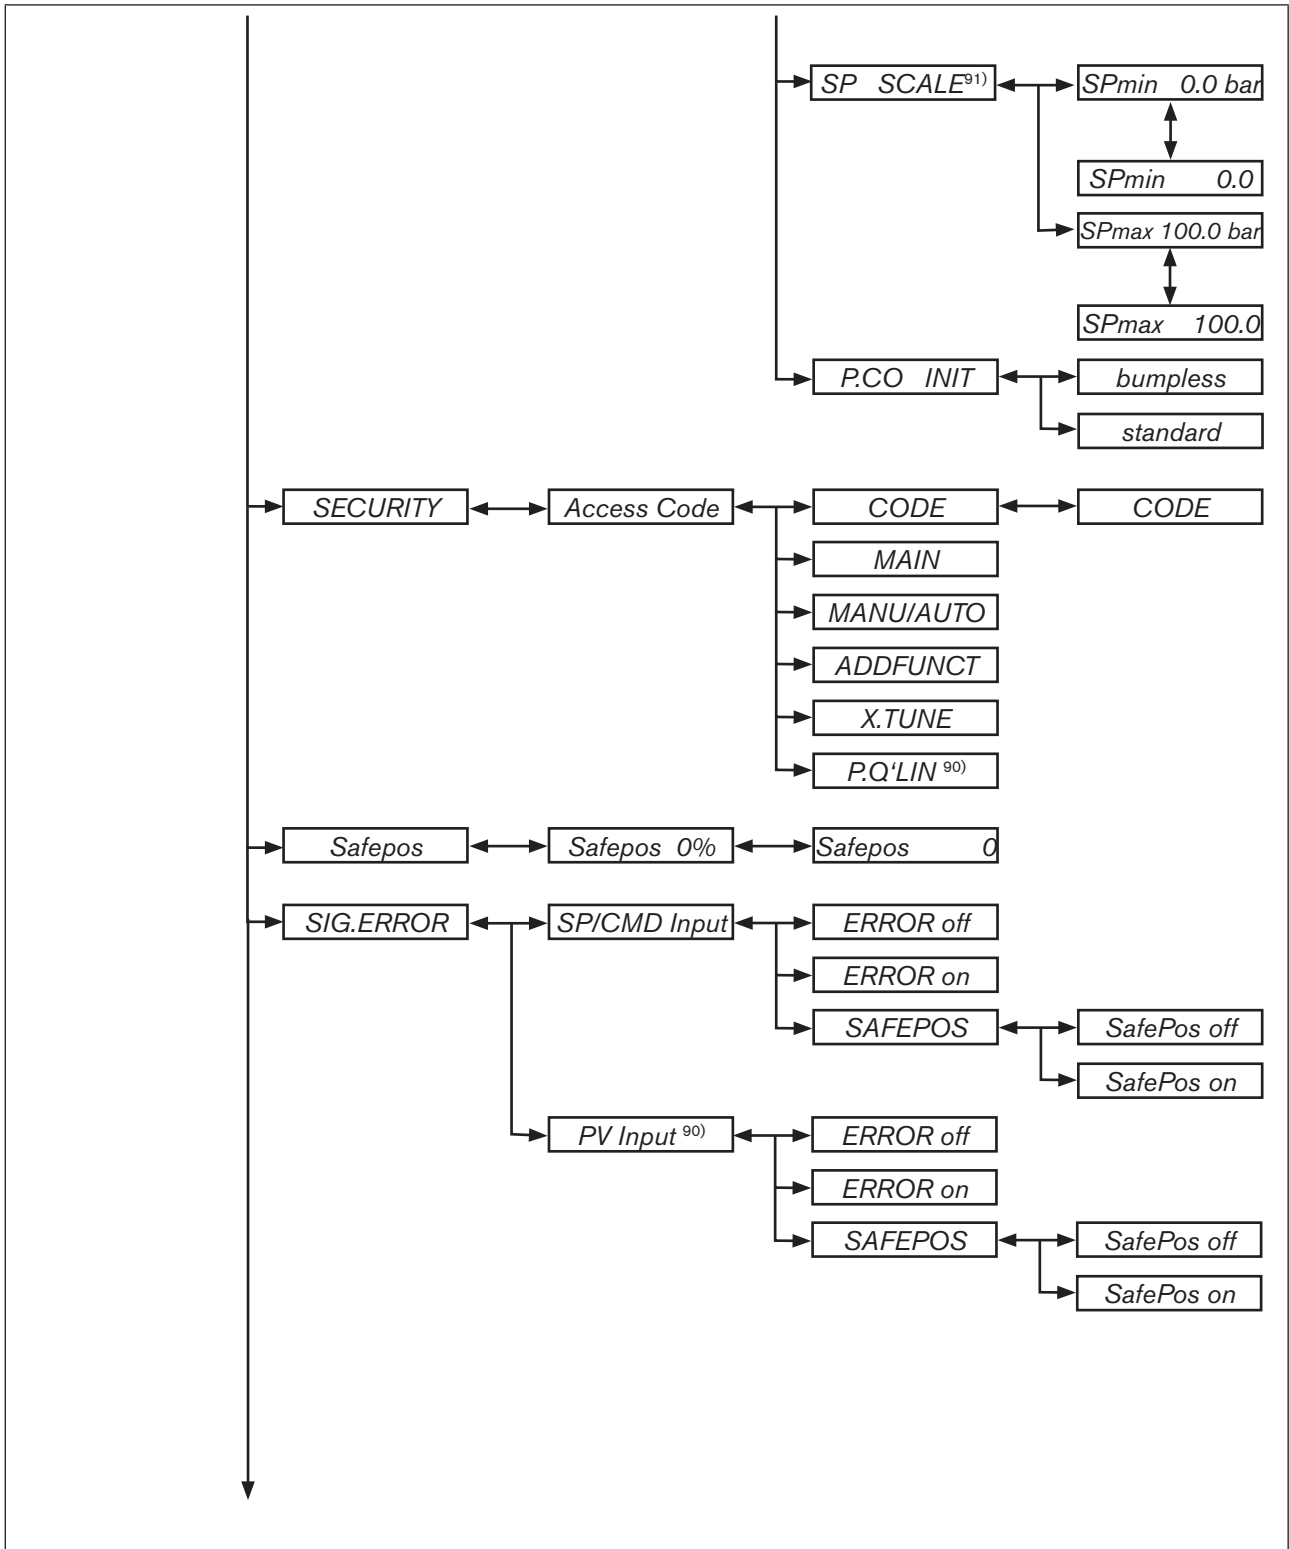 SP SCALE91)
SPmin 0.0 bar
SPmin 0.0
SPmax 100.0 bar
SPmax 100.0
P.CO INIT
bumpless
standard
SECURITY
Access Code
CODE
CODE
MAIN
MANU/AUTO
ADDFUNCT
X.TUNE
P.Q'LIN 90)
Safepos
Safepos 0%
Safepos 0
SIG.ERROR
SP/CMD Input
ERROR off
ERROR on
SAFEPOS
SafePos off
SafePos on
PV Input 90)
ERROR off
ERROR on
SAFEPOS
SafePos off
SafePos on